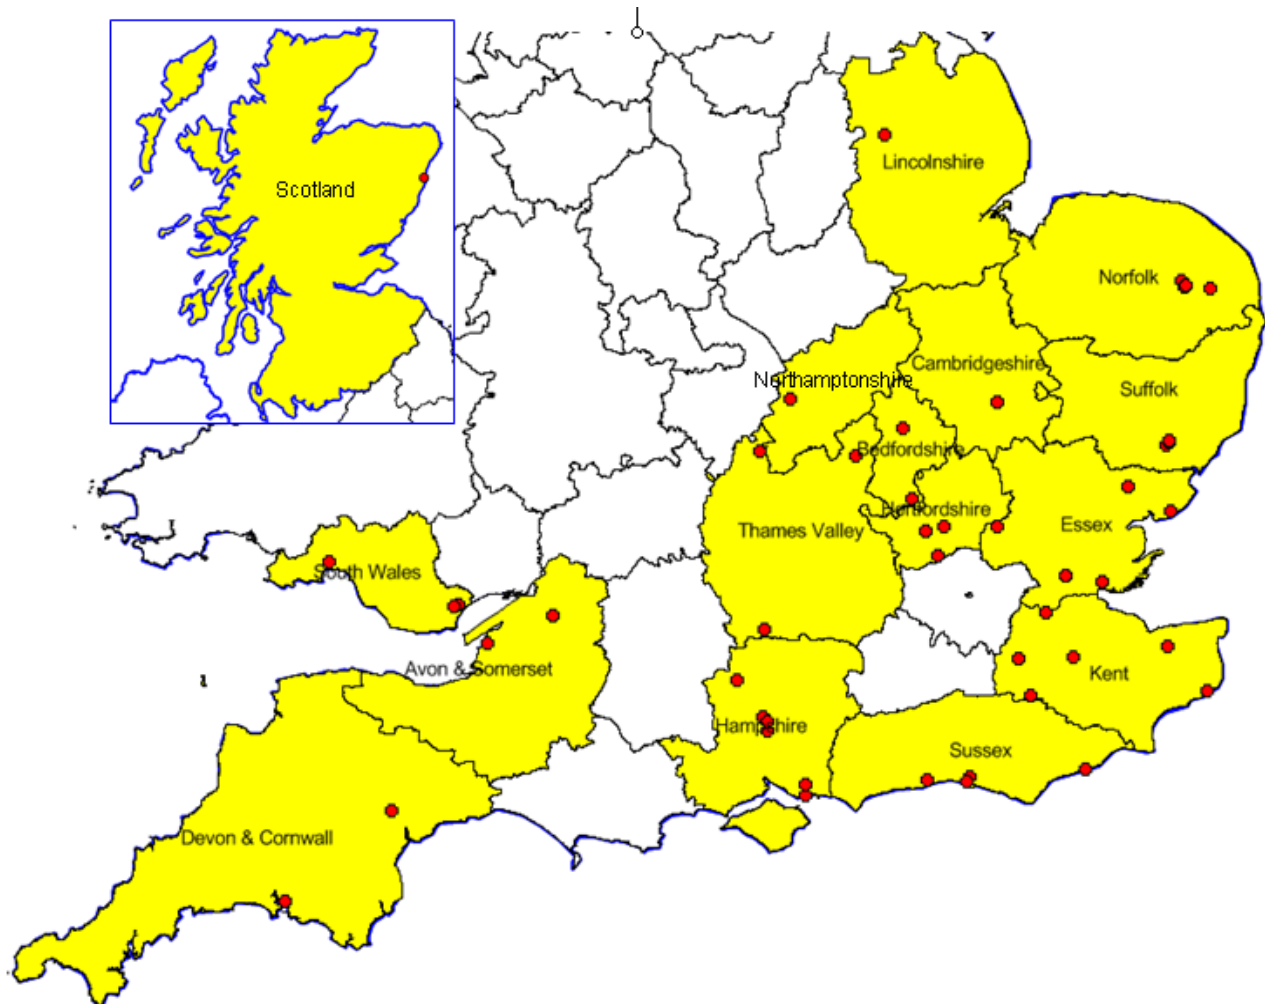 Scotland
Lincolnshire
Norfolk
Cambridgeshire
Northamptonshire
Suffolk
Bedfordshire
Hertfordshire
Essex
Thames Valley
South Wales
Avon & Somerset
Kent
Hampshire
Sussex
Devon & Cornwall